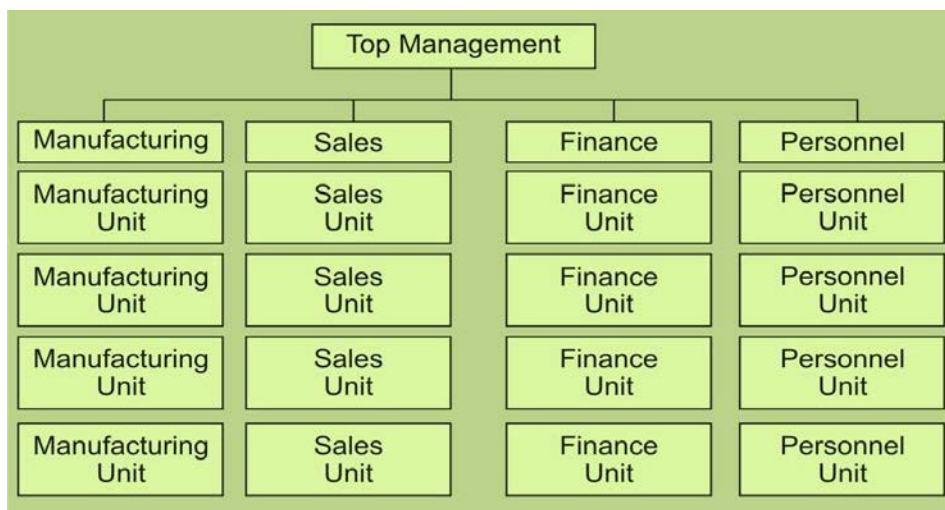 Top Management
Manufacturing
Sales
Finance
Personnel
Manufacturing
Unit
Sales
Unit
Finance
Unit
Personnel
Unit
Manufacturing
Unit
Sales
Unit
Finance
Unit
Personnel
Unit
Manufacturing
Unit
Sales
Unit
Finance
Unit
Personnel
Unit
Manufacturing
Unit
Sales
Unit
Finance
Unit
Personnel
Unit